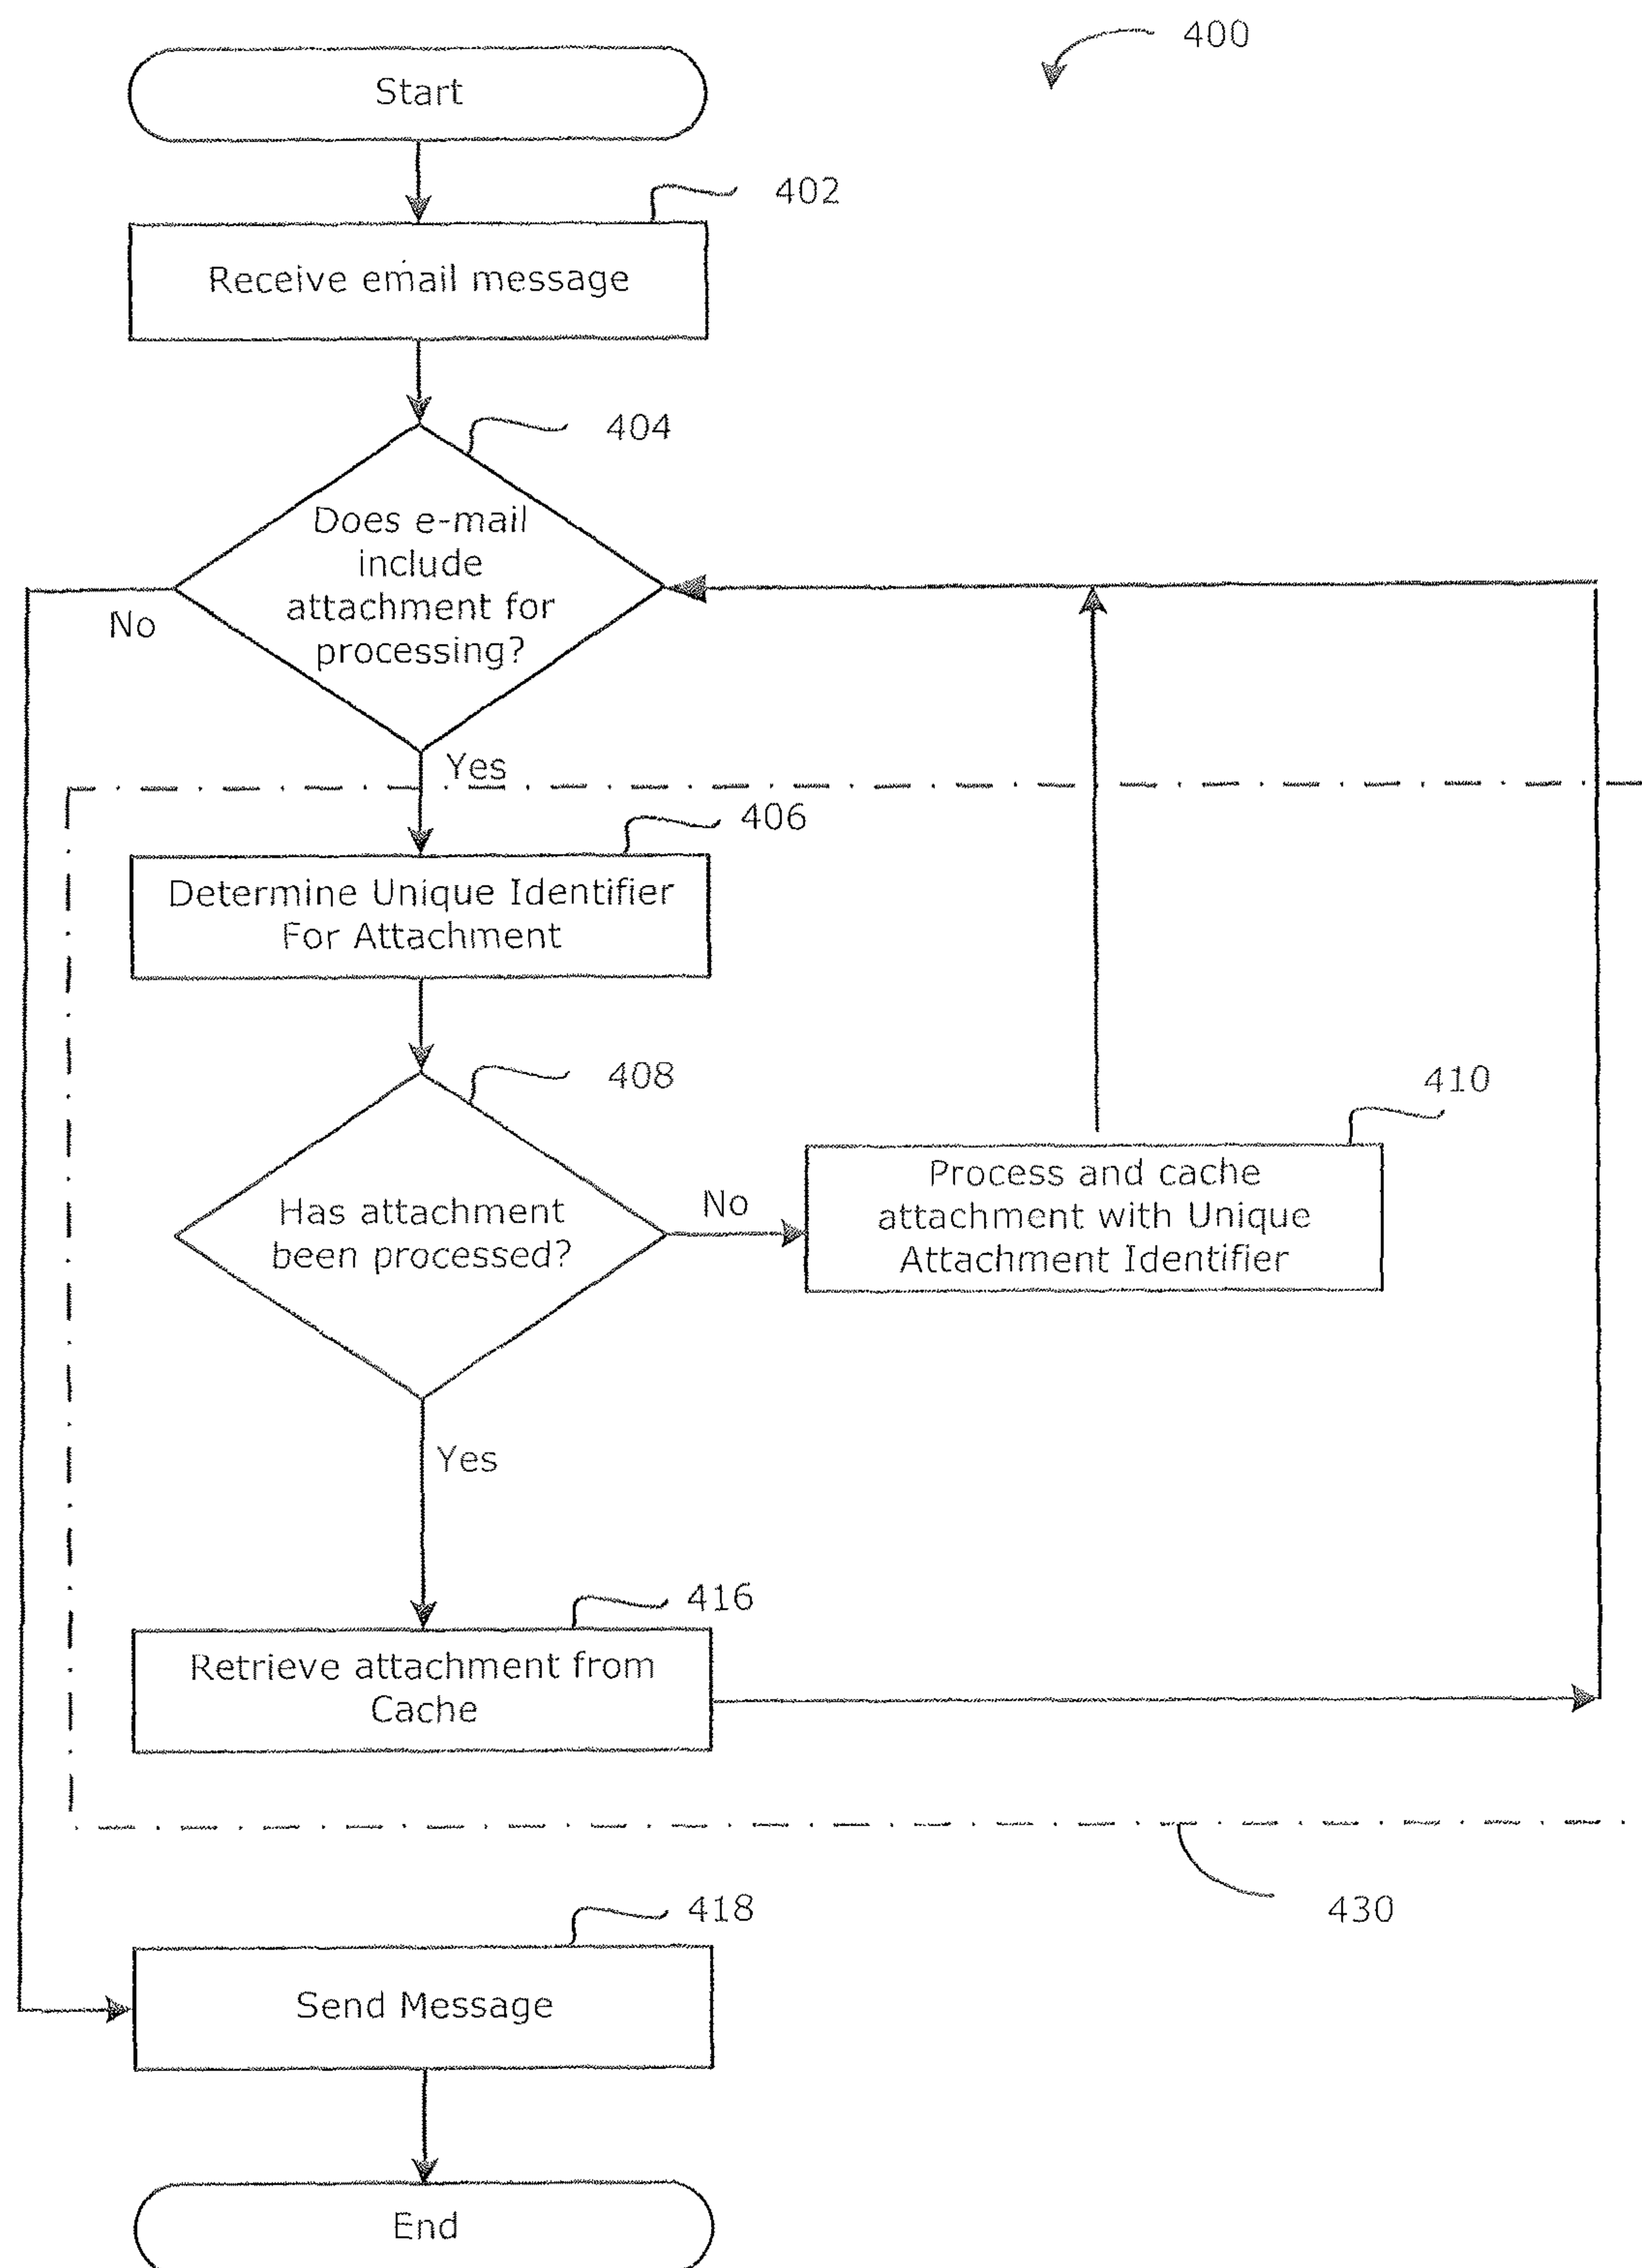 400
Start
402
Receive email message
404
Does e-mail
include
attachment for
processing?
No
Yes
406
Determine Unique Identifier
For Attachment
408
Has attachment
been processed?
No
410
Process and cache
attachment with Unique
Attachment Identifier
Yes
416
Retrieve attachment from
Cache
430
418
Send Message
End